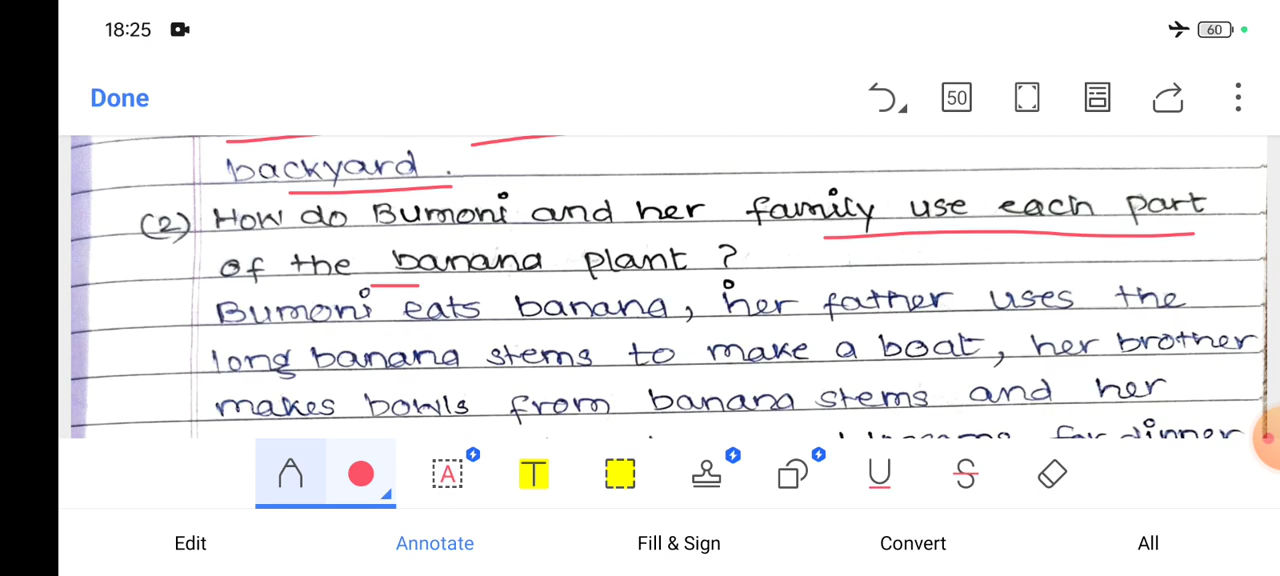 18:25
60
Done
50
backyard.
(2) How do Bumoni and her family use each part
of the banana plant ?
Bumoni eats banana, her father uses the
long banana stems to make a boat, her brother
makes bowls from banana stems and her
for dinner
A
T
U
S
Edit
Annotate
Fill & Sign
Convert
All